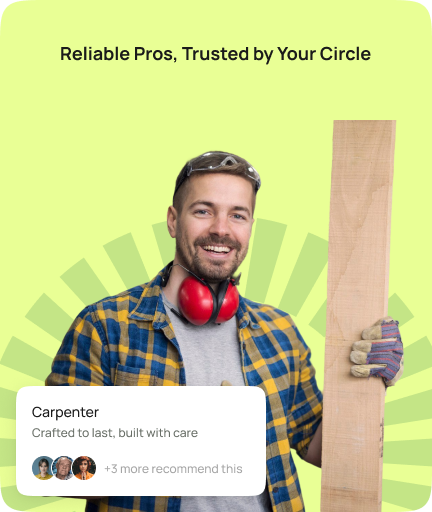 Reliable Pros, Trusted by Your Circle
Carpenter
Crafted to last, built with care
+3 more recommend this